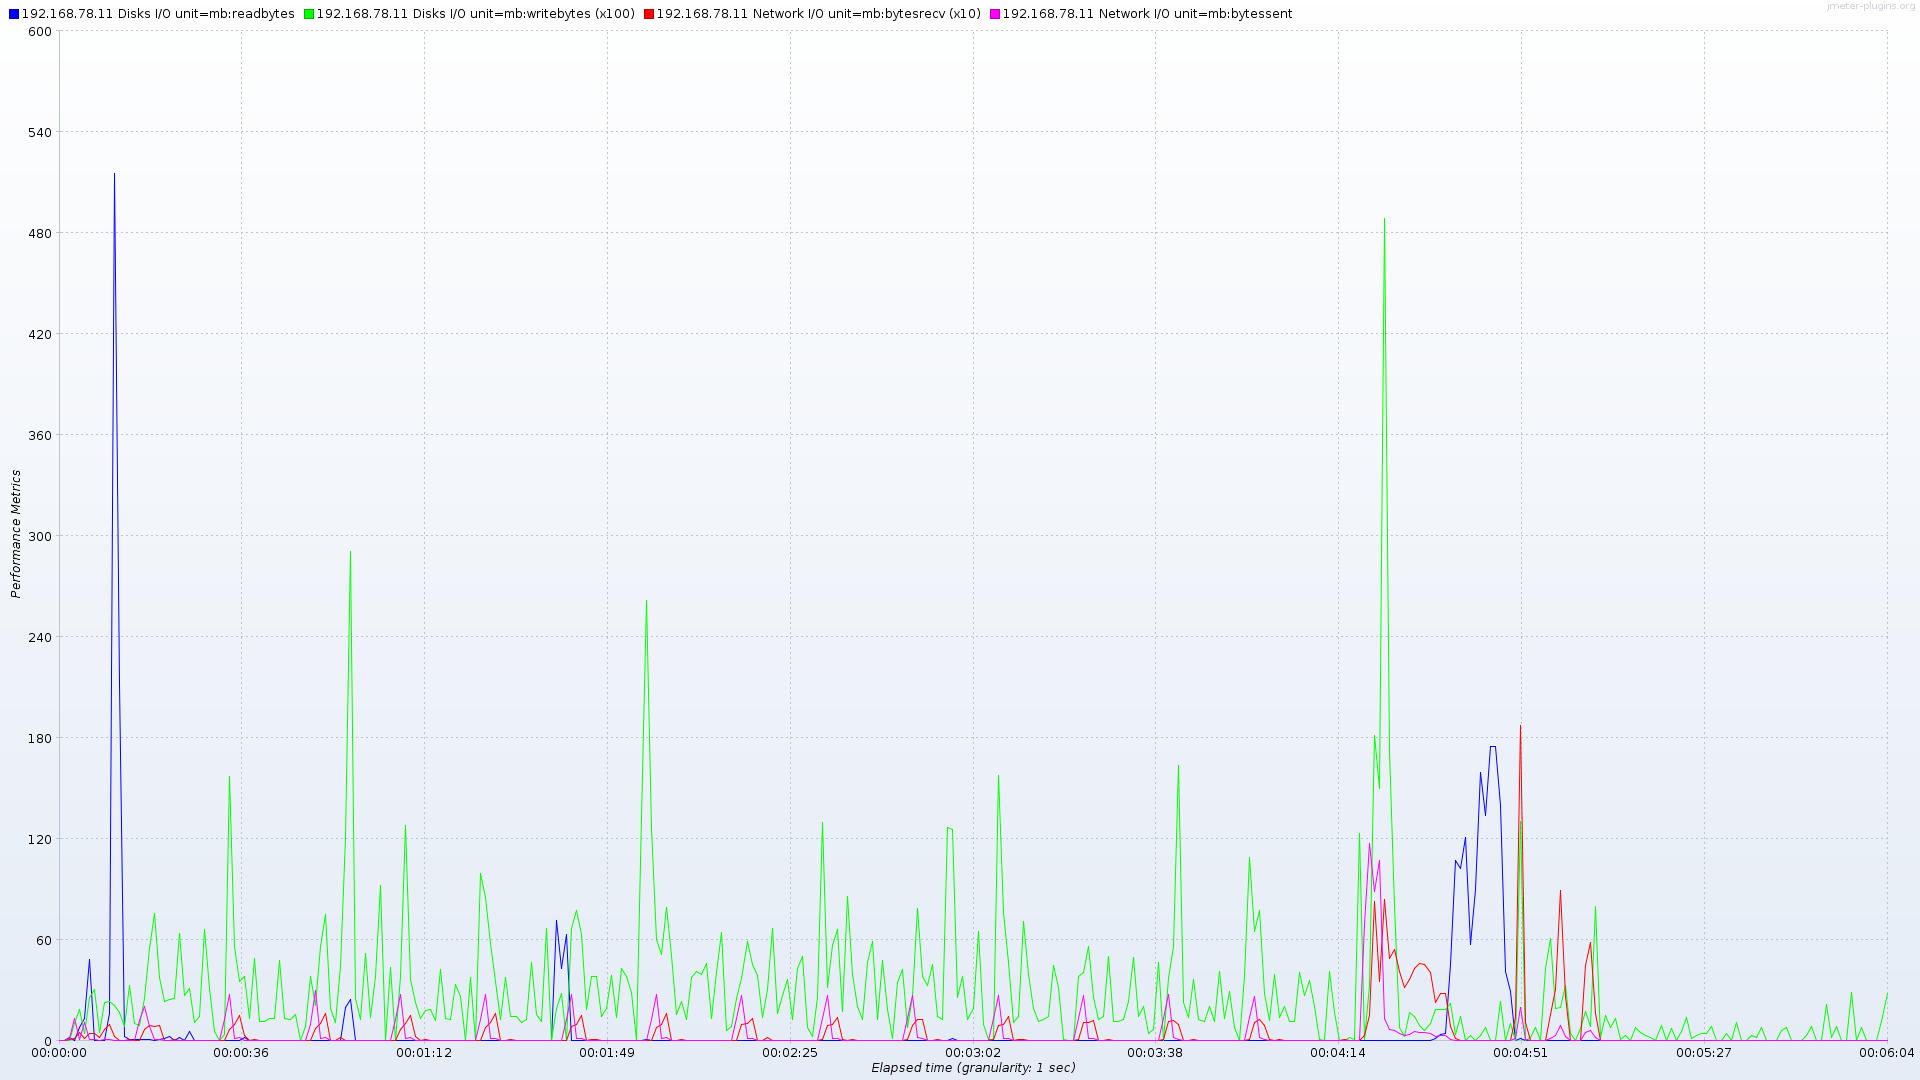 jmeter-plugins.org
192.168.78.11 Disks I/O unit=mb:readbytes 192.168.78.11 Disks I/O unit=mb:writebytes (x100) 192.168.78.11 Network I/O unit=mb:bytesrecv (x10) 192.168.78.11 Network I/O unit=mb:bytessent
600
540
480
420
360
300
240
180
120
60
0
Performance Metrics
00:00:00 00:00:36 00:01:12 00:01:49 00:02:25 00:03:02 00:03:38 00:04:14 00:04:51 00:05:27 00:06:04
Elapsed time (granularity: 1 sec)